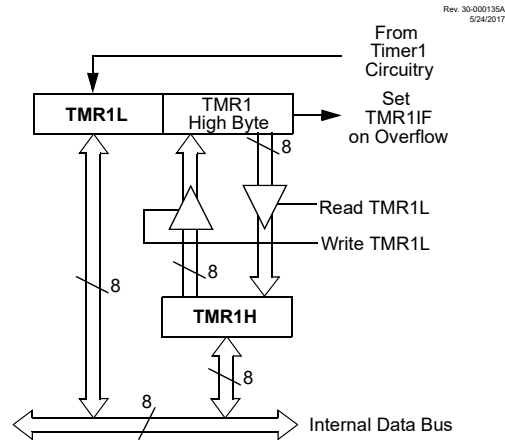 Rev. 30-000135A
5/24/2017
From
Timer1
Circuitry
TMR1L
TMR1
High Byte
Set
TMR1IF
on Overflow
8
Read TMR1L
Write TMR1L
8
8
TMR1H
8
8
Internal Data Bus